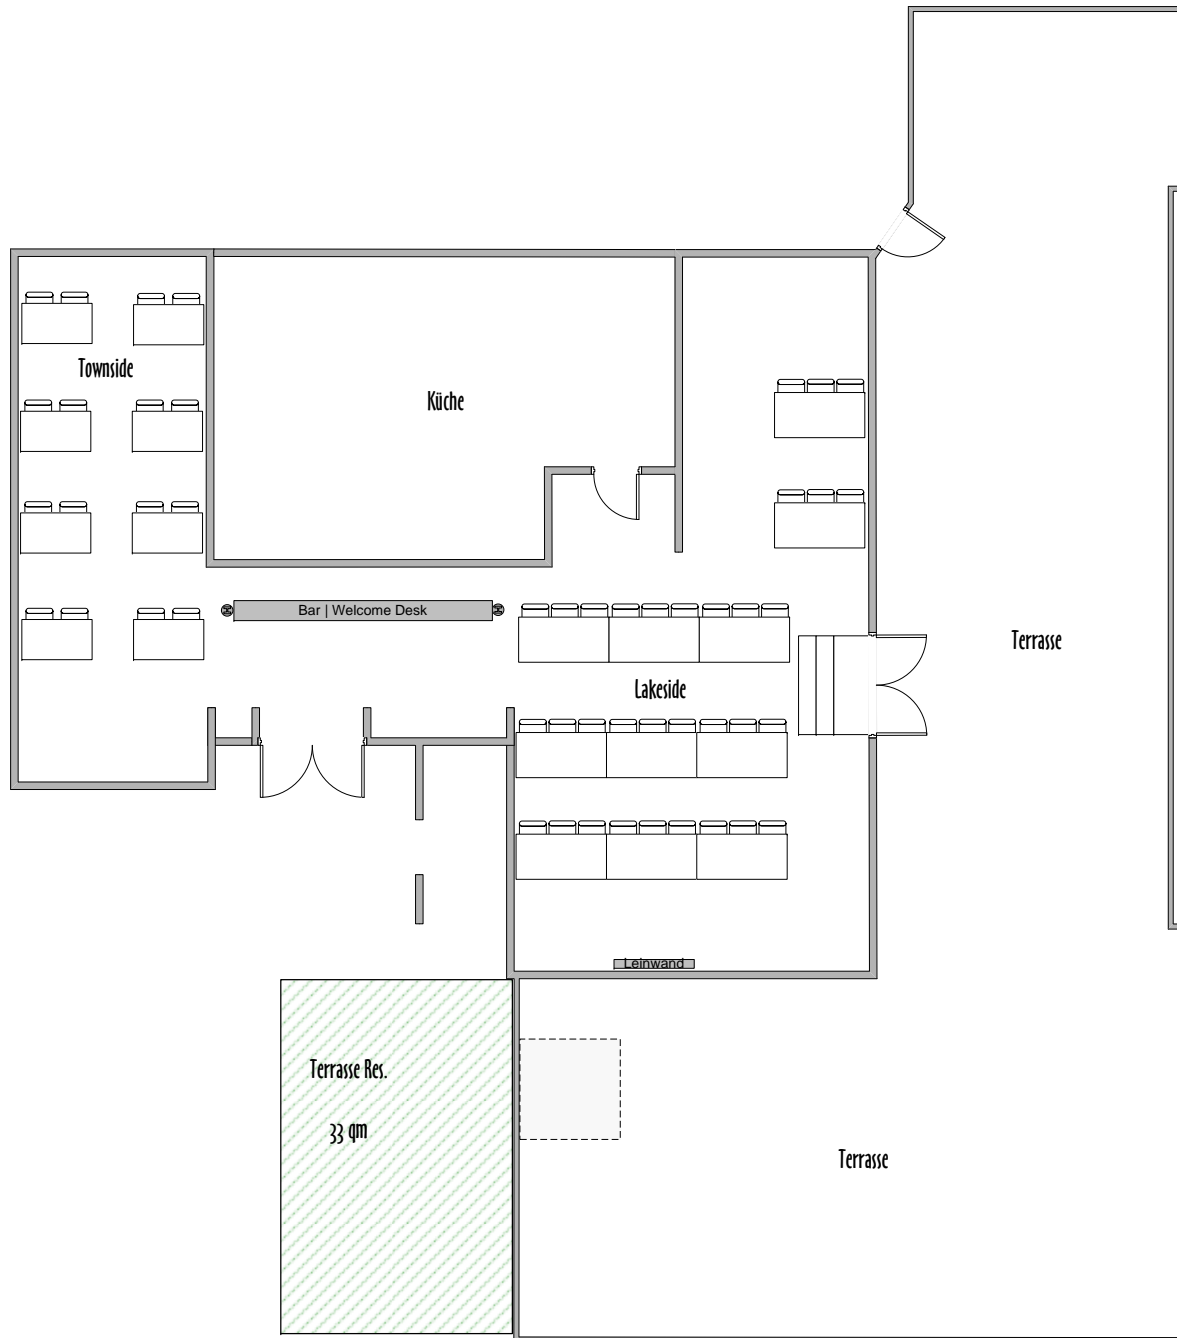 Townside
Küche
Bar | Welcome Desk
Terrasse
Lakeside
Leinwand
Terrasse Res.
33 qm
Terrasse